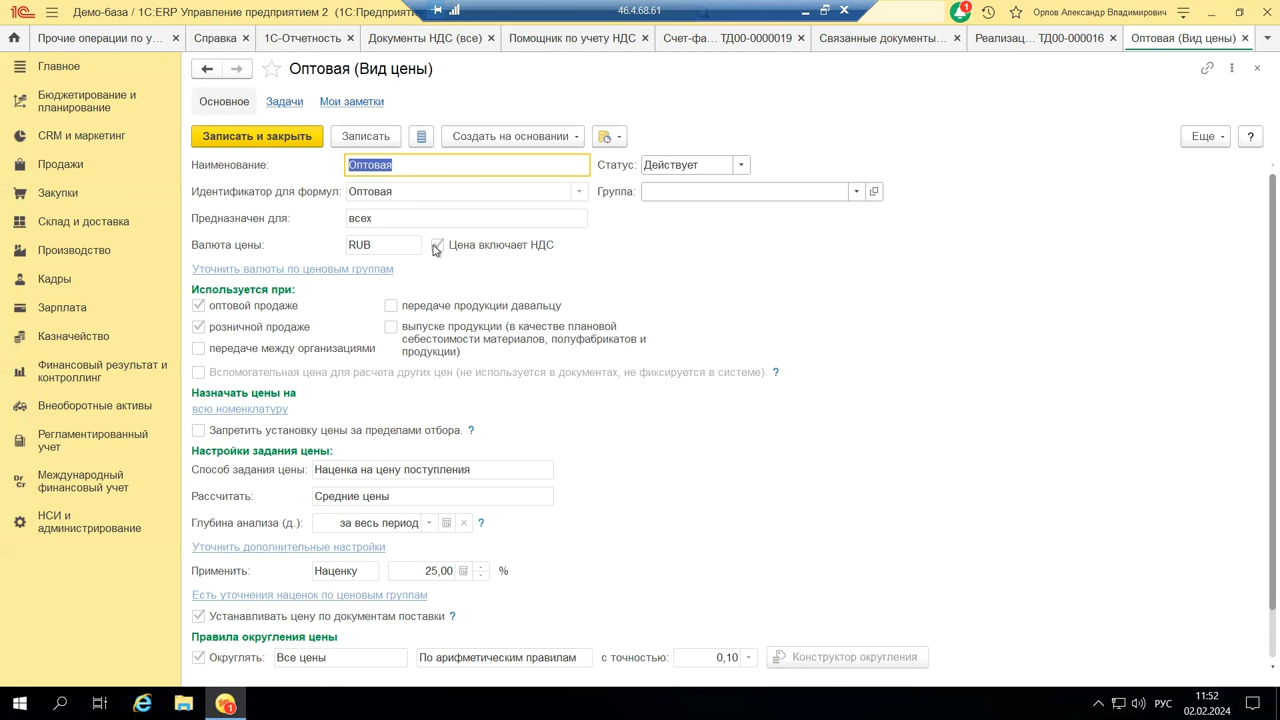 Демо-база / 1С:ERP Управление предприятием 2 (1С:Предприят
46.4.68.61
1
Орлов Александр Владимирович
Прочие операции по у... ×
Справка ×
1С-Отчетность ×
Документы НДС (все) ×
Помощник по учету НДС ×
Счет-фа... ТД00-0000019 ×
Связанные документы... ×
Реализац... ТД00-000016 ×
Оптовая (Вид цены) ×
Главное
Бюджетирование и
планирование
CRM и маркетинг
Продажи
Закупки
Склад и доставка
Производство
Кадры
Зарплата
Казначейство
Финансовый результат и
контроллинг
Внеоборотные активы
Регламентированный
учет
Международный
финансовый учет
НСИ и
администрирование
Оптовая (Вид цены)
Основное Задачи Мои заметки
Записать и закрыть Записать Создать на основании Еще ?
Наименование: Оптовая Статус: Действует
Идентификатор для формул: Оптовая Группа:
Предназначен для: всех
Валюта цены: RUB Цена включает НДС
Уточнить валюты по ценовым группам
Используется при:
оптовой продаже передаче продукции давальцу
розничной продаже выпуске продукции (в качестве плановой
себестоимости материалов, полуфабрикатов и
продукции)
передаче между организациями
Вспомогательная цена для расчета других цен (не используется в документах, не фиксируется в системе). ?
Назначать цены на
всю номенклатуру
Запретить установку цены за пределами отбора. ?
Настройки задания цены:
Способ задания цены: Наценка на цену поступления
Рассчитать: Средние цены
Глубина анализа (д.): за весь период ?
Уточнить дополнительные настройки
Применить: Наценку 25,00 %
Есть уточнения наценок по ценовым группам
Устанавливать цену по документам поставки ?
Правила округления цены
Округлять: Все цены По арифметическим правилам с точностью: 0,10 Конструктор округления
РУС
11:52
02.02.2024